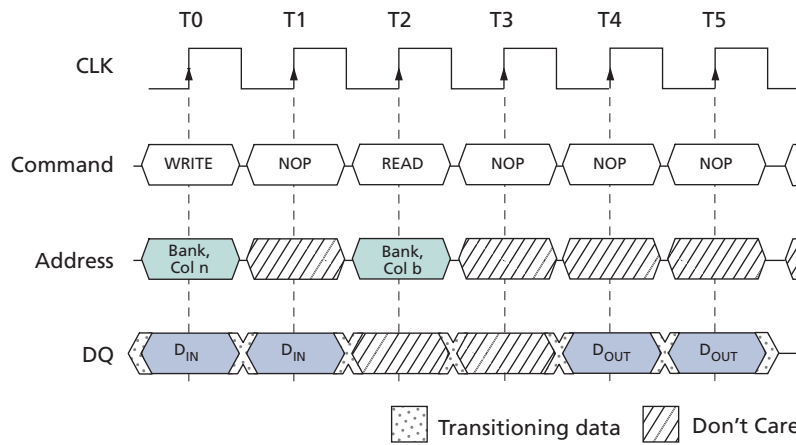 T0 T1 T2 T3 T4 T5
CLK
Command WRITE NOP READ NOP NOP NOP
Address Bank, Col n Bank, Col b
DQ DIN DIN DOUT DOUT
Transitioning data Don't Care